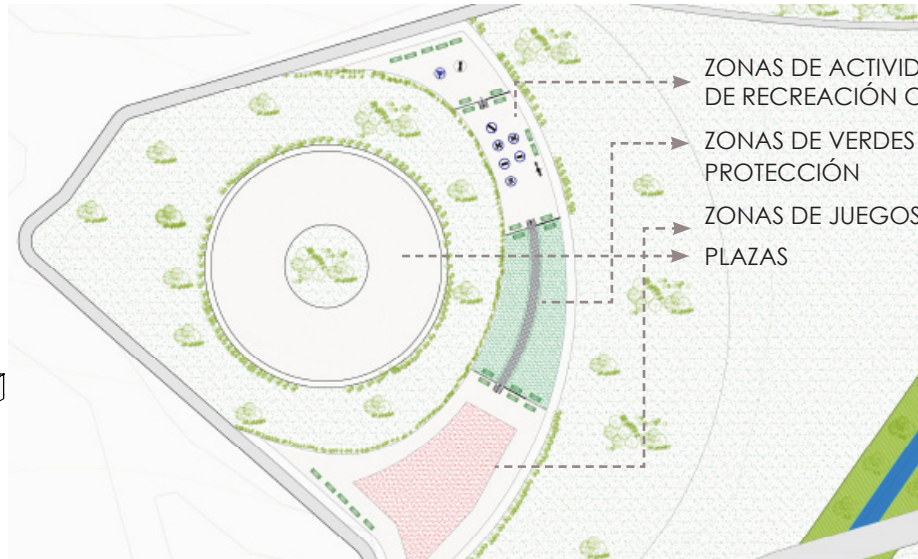 ZONAS DE ACTIVID
DE RECREACIÓN C
ZONAS DE VERDES
PROTECCIÓN
ZONAS DE JUEGOS
PLAZAS